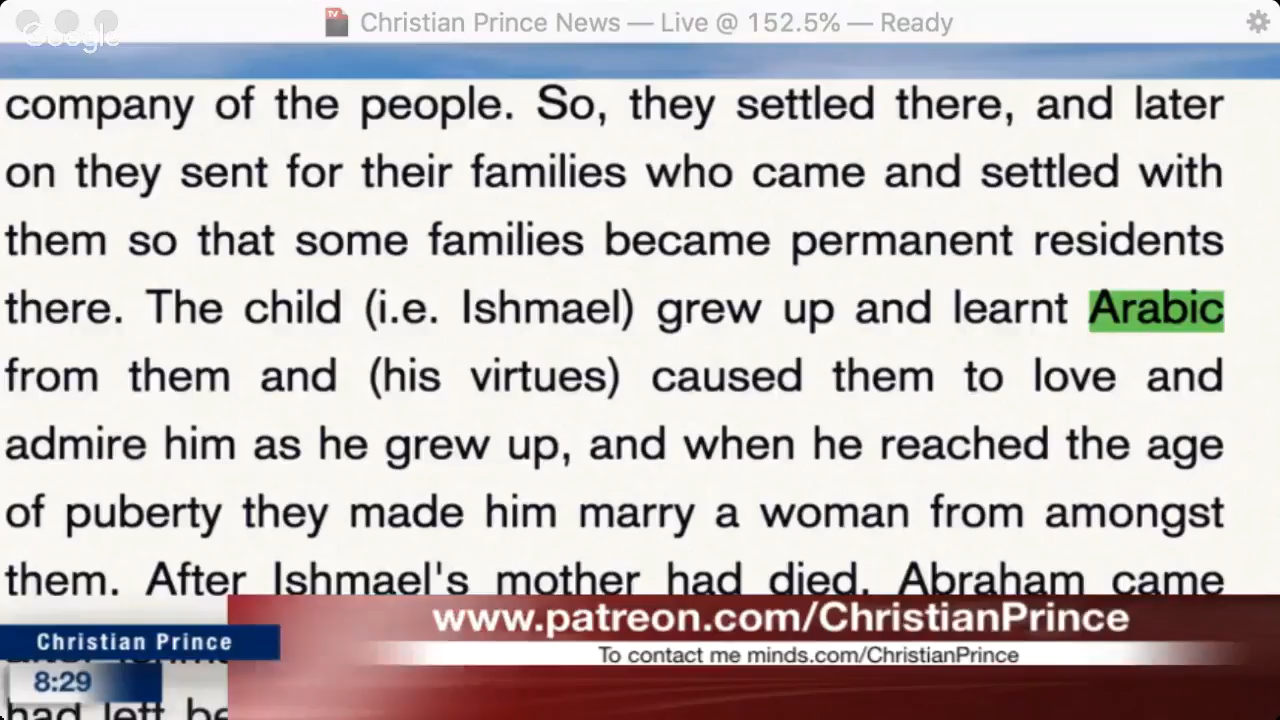 Google
Christian Prince News — Live @ 152.5% — Ready
company of the people. So, they settled there, and later
on they sent for their families who came and settled with
them so that some families became permanent residents
there. The child (i.e. Ishmael) grew up and learnt Arabic
from them and (his virtues) caused them to love and
admire him as he grew up, and when he reached the age
of puberty they made him marry a woman from amongst
them. After Ishmael's mother had died, Abraham came
www.patreon.com/ChristianPrince
Christian Prince
To contact me minds.com/ChristianPrince
8:29
had left